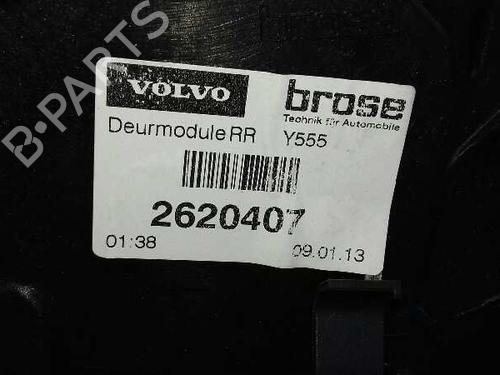 B-PARTS
VOLVO
brose
Technik für Automobile
Deurmodule RR Y555
2620407
01:38
09.01.13